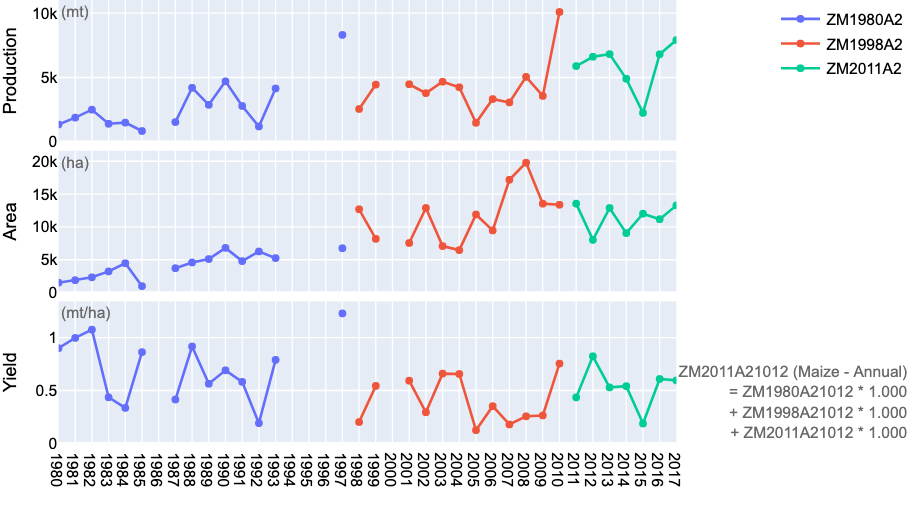 (mt)
10k
5k
0
Production
ZM1980A2
ZM1998A2
ZM2011A2
(ha)
20k
15k
10k
5k
0
Area
(mt/ha)
1
0.5
0
Yield
ZM2011A21012 (Maize - Annual)
= ZM1980A21012 * 1.000
+ ZM1998A21012 * 1.000
+ ZM2011A21012 * 1.000
1980
1981
1982
1983
1984
1985
1986
1987
1988
1989
1990
1991
1992
1993
1994
1995
1996
1997
1998
1999
2000
2001
2002
2003
2004
2005
2006
2007
2008
2009
2010
2011
2012
2013
2014
2015
2016
2017